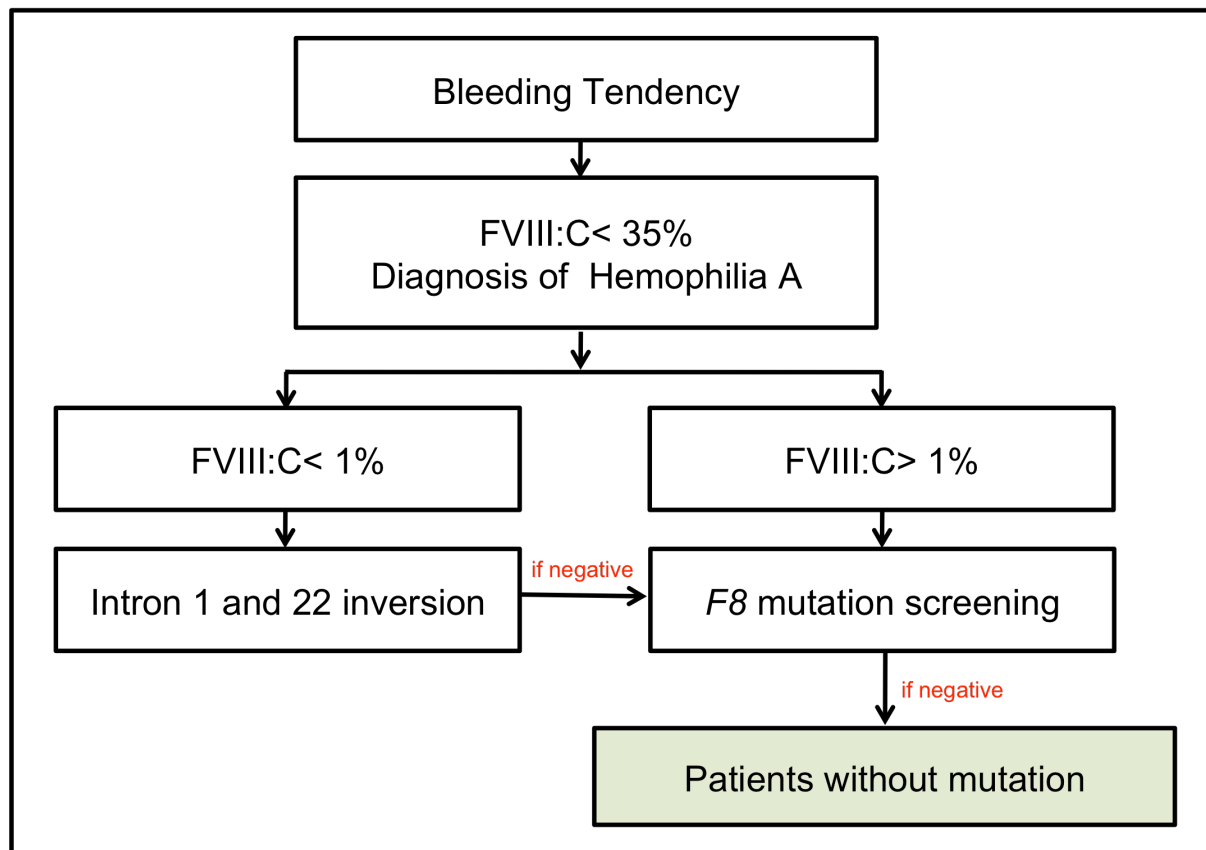 Bleeding Tendency
FVIII:C< 35%
Diagnosis of  Hemophilia A
FVIII:C< 1%
FVIII:C> 1%
Intron 1 and 22 inversion
if negative
F8 mutation screening
if negative
Patients without mutation